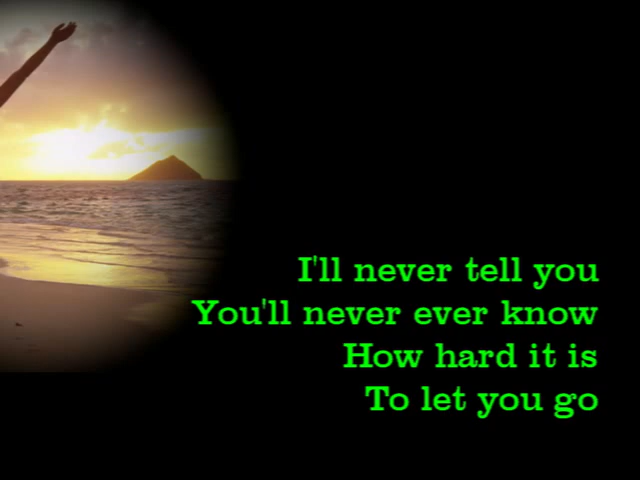 I'll never tell you
You'll never ever know
How hard it is
To let you go